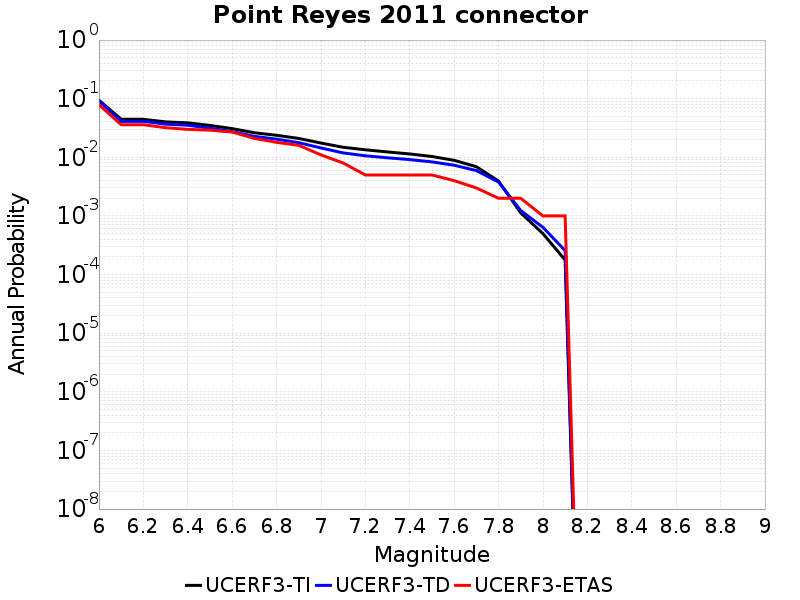 Point Reyes 2011 connector
Annual Probability
10^0
10^-1
10^-2
10^-3
10^-4
10^-5
10^-6
10^-7
10^-8
6 6.2 6.4 6.6 6.8 7 7.2 7.4 7.6 7.8 8 8.2 8.4 8.6 8.8 9
Magnitude
UCERF3-TI UCERF3-TD UCERF3-ETAS